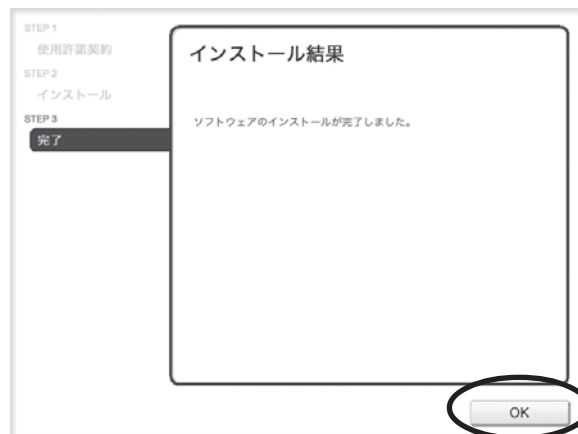 STEP 1
使用許諾契約
STEP 2
インストール
STEP 3
完了
インストール結果
ソフトウェアのインストールが完了しました。
OK